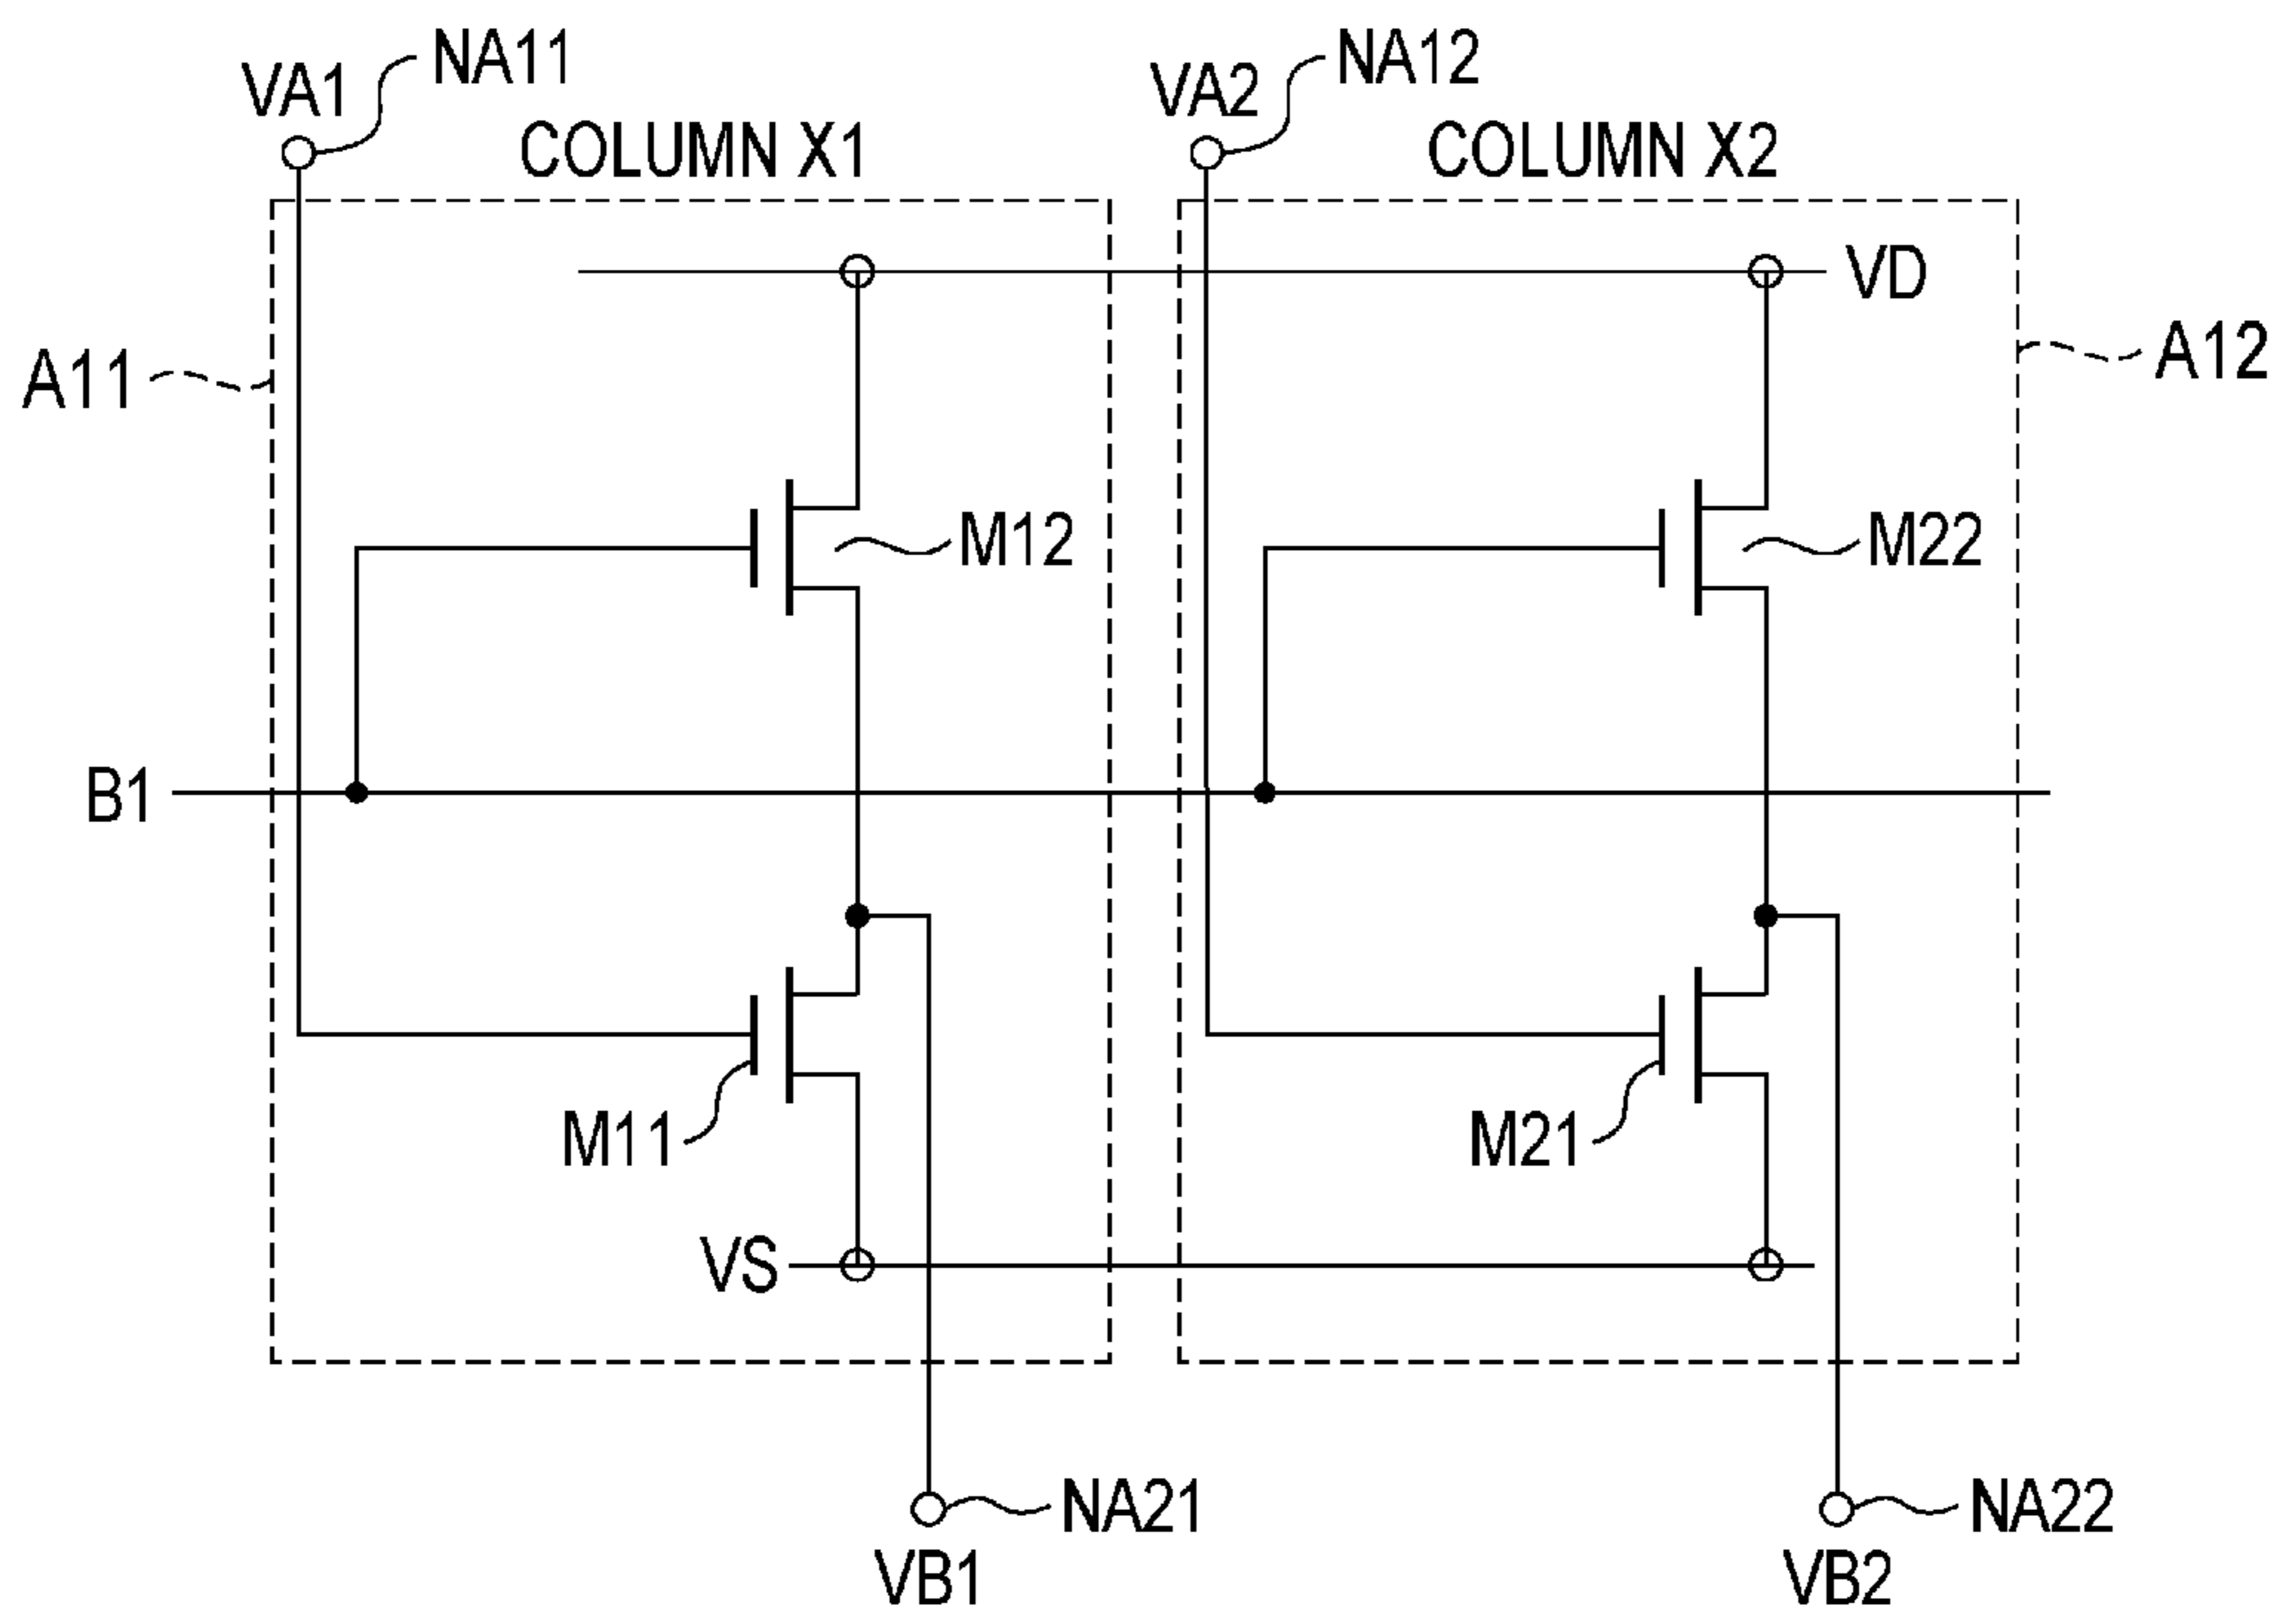 VA1
NA11
VA2
NA12
COLUMN X1
COLUMN X2
VD
A11
A12
M12
M22
B1
M11
M21
VS
NA21
NA22
VB1
VB2